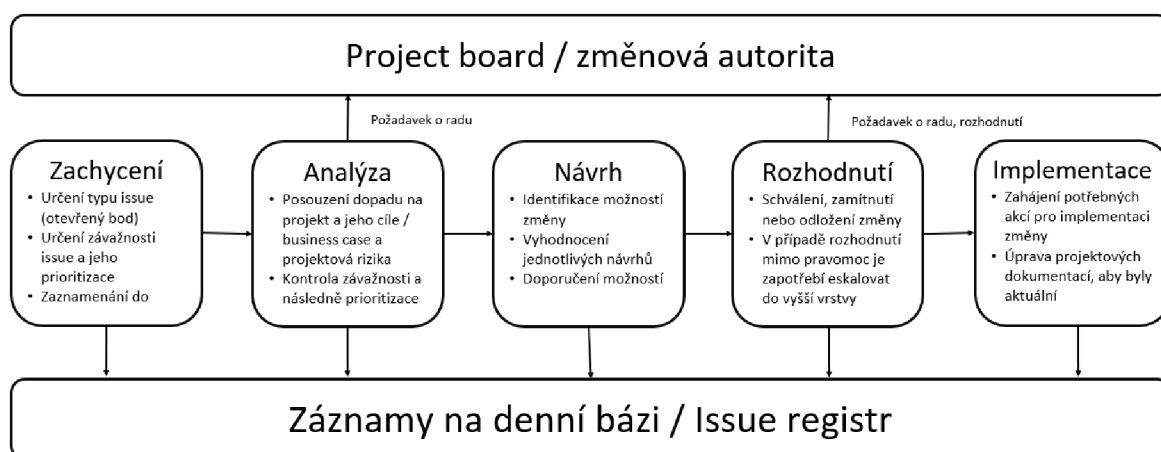 Project board / změnová autorita
Požadavek o radu
Požadavek o radu, rozhodnutí
Zachycení
• Určení typu issue
(otevřený bod)
• Určení závažnosti
issue a jeho
prioritizace
• Zaznamenání do
Analýza
• Posouzení dopadu na
projekt a jeho cíle /
business case a
projektová rizika
• Kontrola závažnosti a
následně prioritizace
Návrh
• Identifikace možností
změny
• Vyhodnocení
jednotlivých návrhů
• Doporučení možností
Rozhodnutí
• Schválení, zamítnutí
nebo odložení změny
• V případě rozhodnutí
mimo pravomoc je
zapotřebí eskalovat
do vyšší vrstvy
Implementace
• Zahájení potřebných
akcí pro implementaci
změny
• Úprava projektových
dokumentací, aby byly
aktuální
Záznamy na denní bázi / Issue registr